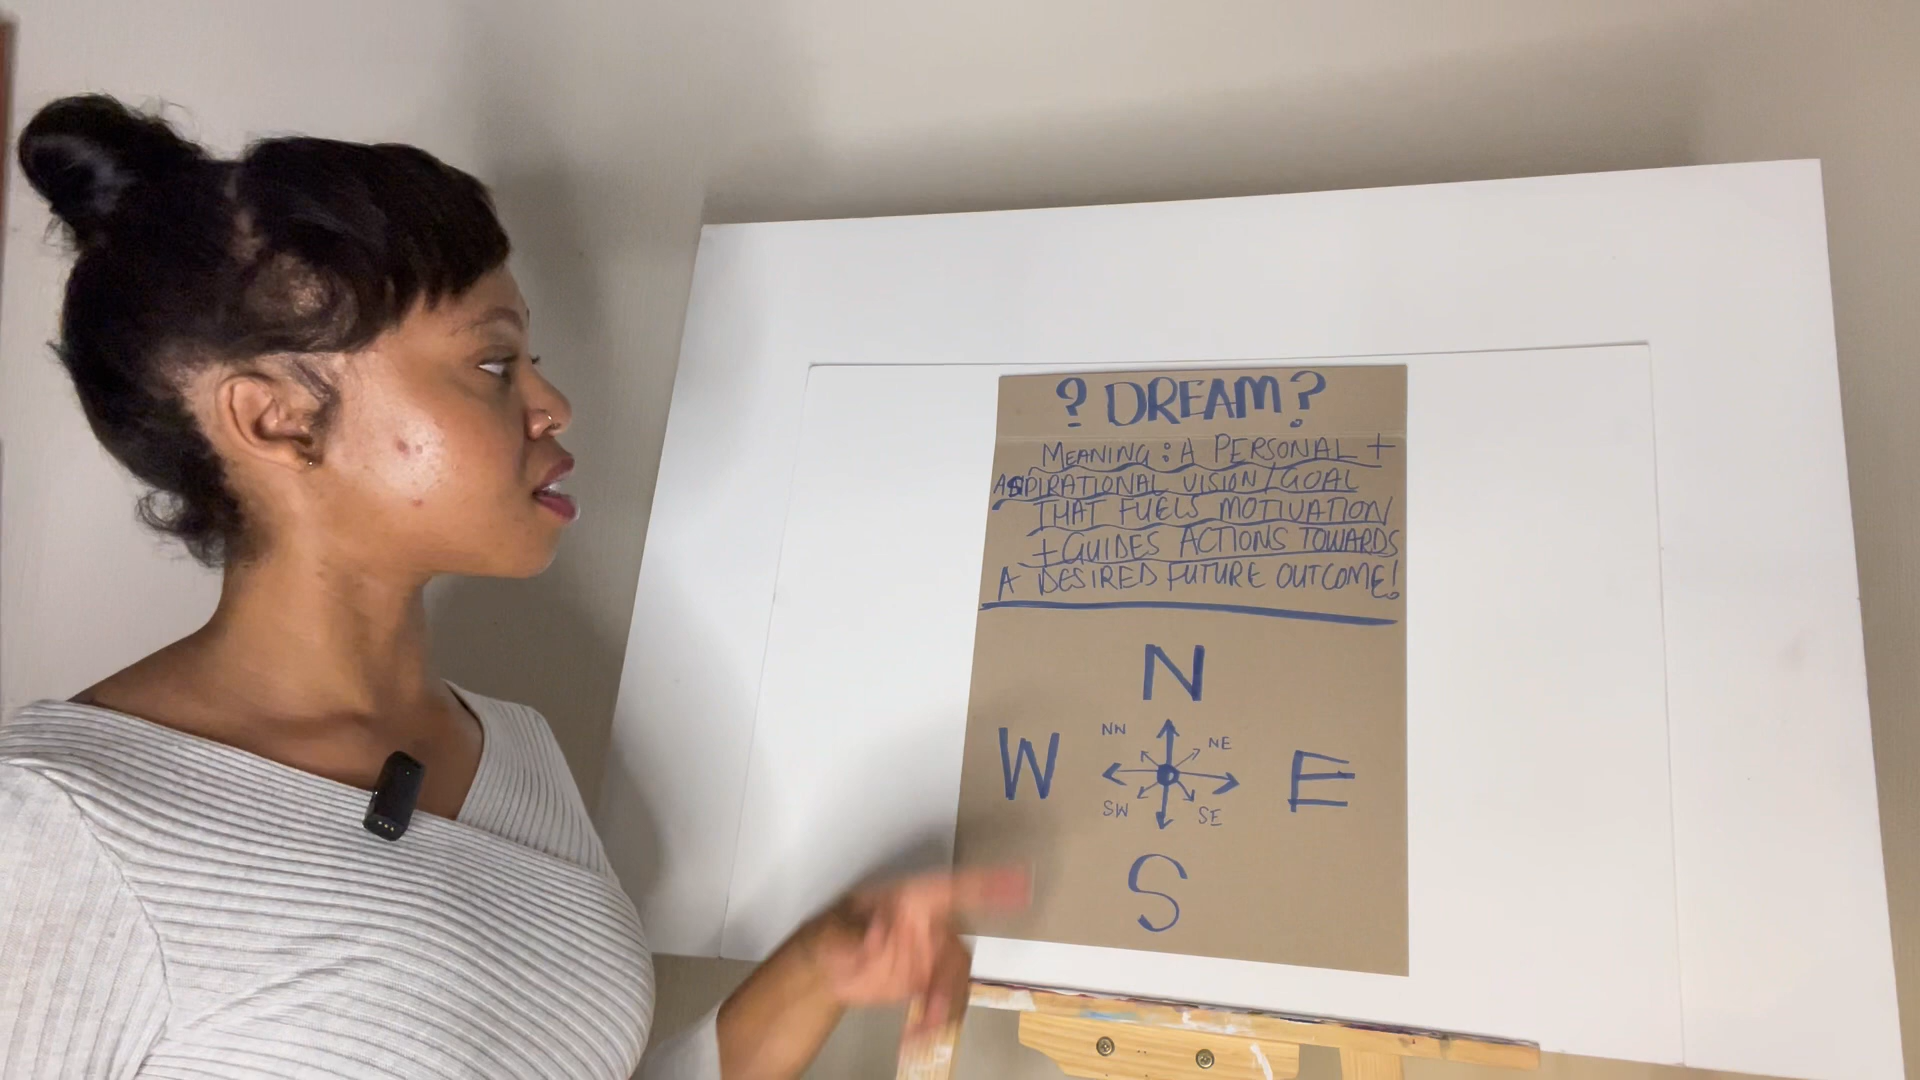 ? DREAM?
MEANING: A PERSONAL +
ASPIRATIONAL VISION/GOAL
THAT FUELS MOTIVATION
+ GUIDES ACTIONS TOWARDS
A DESIRED FUTURE OUTCOME!
N
NN
NE
W
E
SW
SE
S